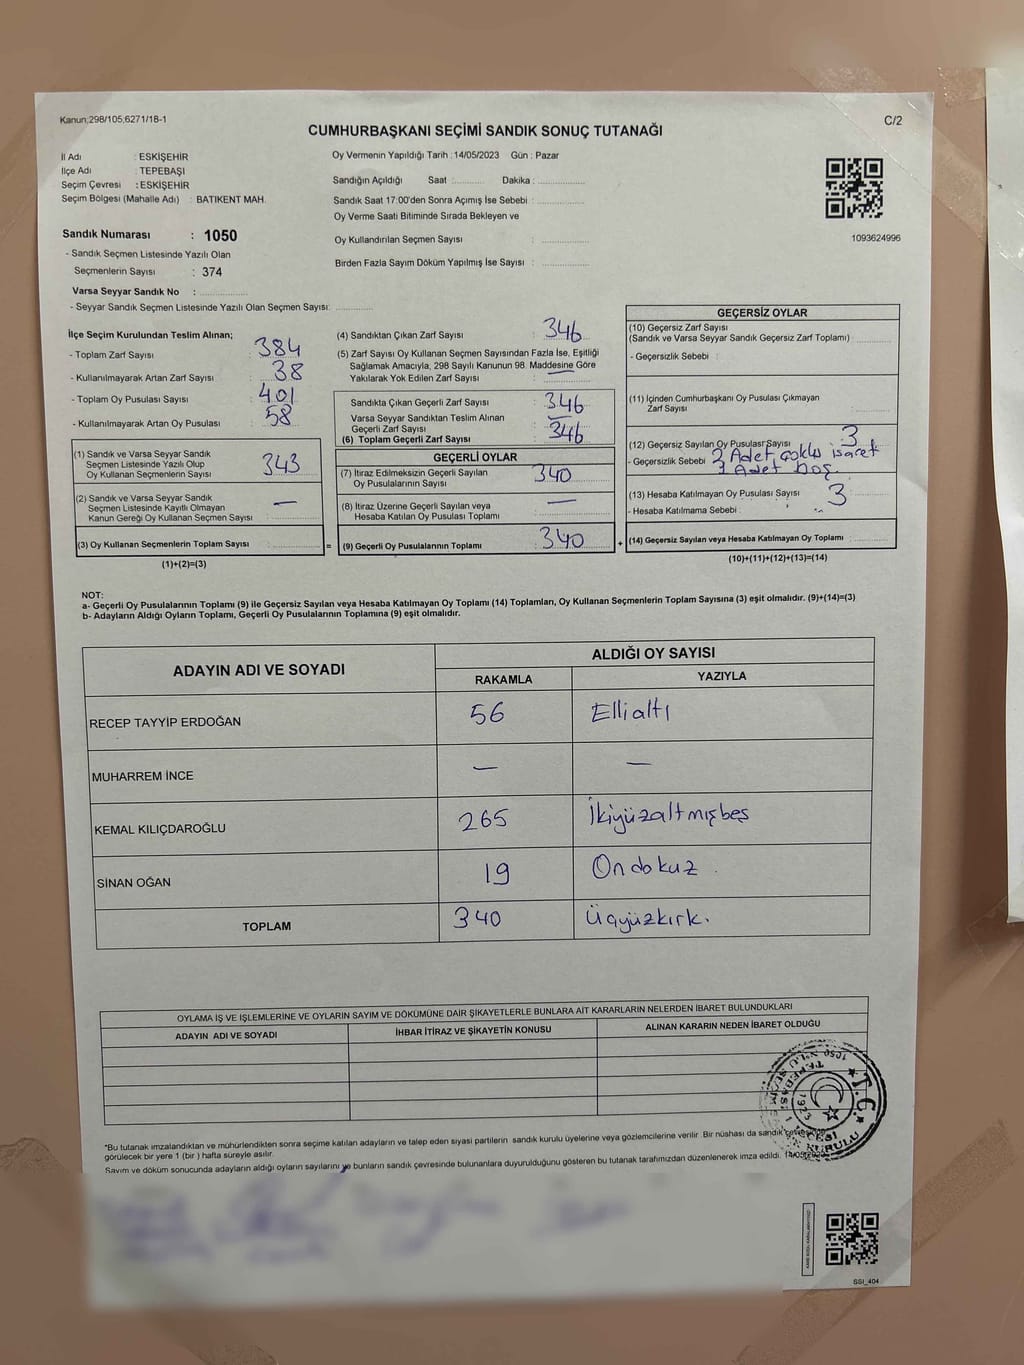 Kanun;298/105;6271/18-1
C/2
CUMHURBAŞKANI SEÇİMİ SANDIK SONUÇ TUTANAĞI
İl Adı : ESKİŞEHİR
İlçe Adı : TEPEBAŞI
Seçim Çevresi : ESKİŞEHİR
Seçim Bölgesi (Mahalle Adı) : BATIKENT MAH.
Oy Vermenin Yapıldığı Tarih : 14/05/2023 Gün : Pazar
Sandığın Açıldığı Saat :........... Dakika :................
Sandık Saat 17:00'den Sonra Açımış İse Sebebi :................
Oy Verme Saati Bitiminde Sırada Bekleyen ve
Oy Kullandırılan Seçmen Sayısı :................
Birden Fazla Sayım Döküm Yapılmış İse Sayısı :................
1093624996
Sandık Numarası : 1050
- Sandık Seçmen Listesinde Yazılı Olan
Seçmenlerin Sayısı : 374
Varsa Seyyar Sandık No :................
- Seyyar Sandık Seçmen Listesinde Yazılı Olan Seçmen Sayısı:............
İlçe Seçim Kurulundan Teslim Alınan;
- Toplam Zarf Sayısı : 384
- Kullanılmayarak Artan Zarf Sayısı : 38
- Toplam Oy Pusulası Sayısı : 401
- Kullanılmayarak Artan Oy Pusulası : 58
(1) Sandık ve Varsa Seyyar Sandık
Seçmen Listesinde Yazılı Olup
Oy Kullanan Seçmenlerin Sayısı : 343
(2) Sandık ve Varsa Seyyar Sandık
Seçmen Listesinde Kayıtlı Olmayan
Kanun Gereği Oy Kullanan Seçmen Sayısı : —
(3) Oy Kullanan Seçmenlerin Toplam Sayısı :............ =
(1)+(2)=(3)
(4) Sandıktan Çıkan Zarf Sayısı : 346
(5) Zarf Sayısı Oy Kullanan Seçmen Sayısından Fazla İse, Eşitliği
Sağlamak Amacıyla; 298 Sayılı Kanunun 98. Maddesine Göre
Yakılarak Yok Edilen Zarf Sayısı : —
Sandıkta Çıkan Geçerli Zarf Sayısı : 346
Varsa Seyyar Sandıktan Teslim Alınan
Geçerli Zarf Sayısı : —
(6) Toplam Geçerli Zarf Sayısı : 346
GEÇERLİ OYLAR
(7) İtiraz Edilmeksizin Geçerli Sayılan
Oy Pusulalarının Sayısı : 340
(8) İtiraz Üzerine Geçerli Sayılan veya
Hesaba Katılan Oy Pusulası Toplamı : —
(9) Geçerli Oy Pusulalarının Toplamı : 340 +
GEÇERSİZ OYLAR
(10) Geçersiz Zarf Sayısı
(Sandık ve Varsa Seyyar Sandık Geçersiz Zarf Toplamı)............
- Geçersizlik Sebebi :
(11) İçinden Cumhurbaşkanı Oy Pusulası Çıkmayan
Zarf Sayısı :............
(12) Geçersiz Sayılan Oy Pusulası Sayısı 3
- Geçersizlik Sebebi 2 Adet çoklu işaret
1 Adet boş
(13) Hesaba Katılmayan Oy Pusulası Sayısı : 3
- Hesaba Katılmama Sebebi :
(14) Geçersiz Sayılan veya Hesaba Katılmayan Oy Toplamı :............
(10)+(11)+(12)+(13)=(14)
NOT:
a- Geçerli Oy Pusulalarının Toplamı (9) ile Geçersiz Sayılan veya Hesaba Katılmayan Oy Toplamı (14) Toplamları, Oy Kullanan Seçmenlerin Toplam Sayısına (3) eşit olmalıdır. (9)+(14)=(3)
b- Adayların Aldığı Oyların Toplamı, Geçerli Oy Pusulalarının Toplamına (9) eşit olmalıdır.
ADAYIN ADI VE SOYADI
ALDIĞI OY SAYISI
RAKAMLA YAZIYLA
RECEP TAYYİP ERDOĞAN 56 Ellialtı
MUHARREM İNCE — —
KEMAL KILIÇDAROĞLU 265 İkiyüzaltmışbeş
SİNAN OĞAN 19 Ondokuz.
TOPLAM 340 Üçyüzkırk.
OYLAMA İŞ VE İŞLEMLERİNE VE OYLARIN SAYIM VE DÖKÜMÜNE DAİR ŞİKAYETLERLE BUNLARA AİT KARARLARIN NELERDEN İBARET BULUNDUKLARI
ADAYIN ADI VE SOYADI İHBAR İTİRAZ VE ŞİKAYETİN KONUSU ALINAN KARARIN NEDEN İBARET OLDUĞU
*Bu tutanak imzalandıktan ve mühürlendikten sonra seçime katılan adayların ve talep eden siyasi partilerin sandık kurulu üyelerine veya gözlemcilerine verilir. Bir nüshası da sandık
görülecek bir yere 1 (bir ) hafta süreyle asılır.
Sayım ve döküm sonucunda adayların aldığı oyların sayılarını ve bunların sandık çevresinde bulunanlara duyurulduğunu gösteren bu tutanak tarafımızdan düzenlenerek imza edildi.
T.C.
1923
SSİ_404